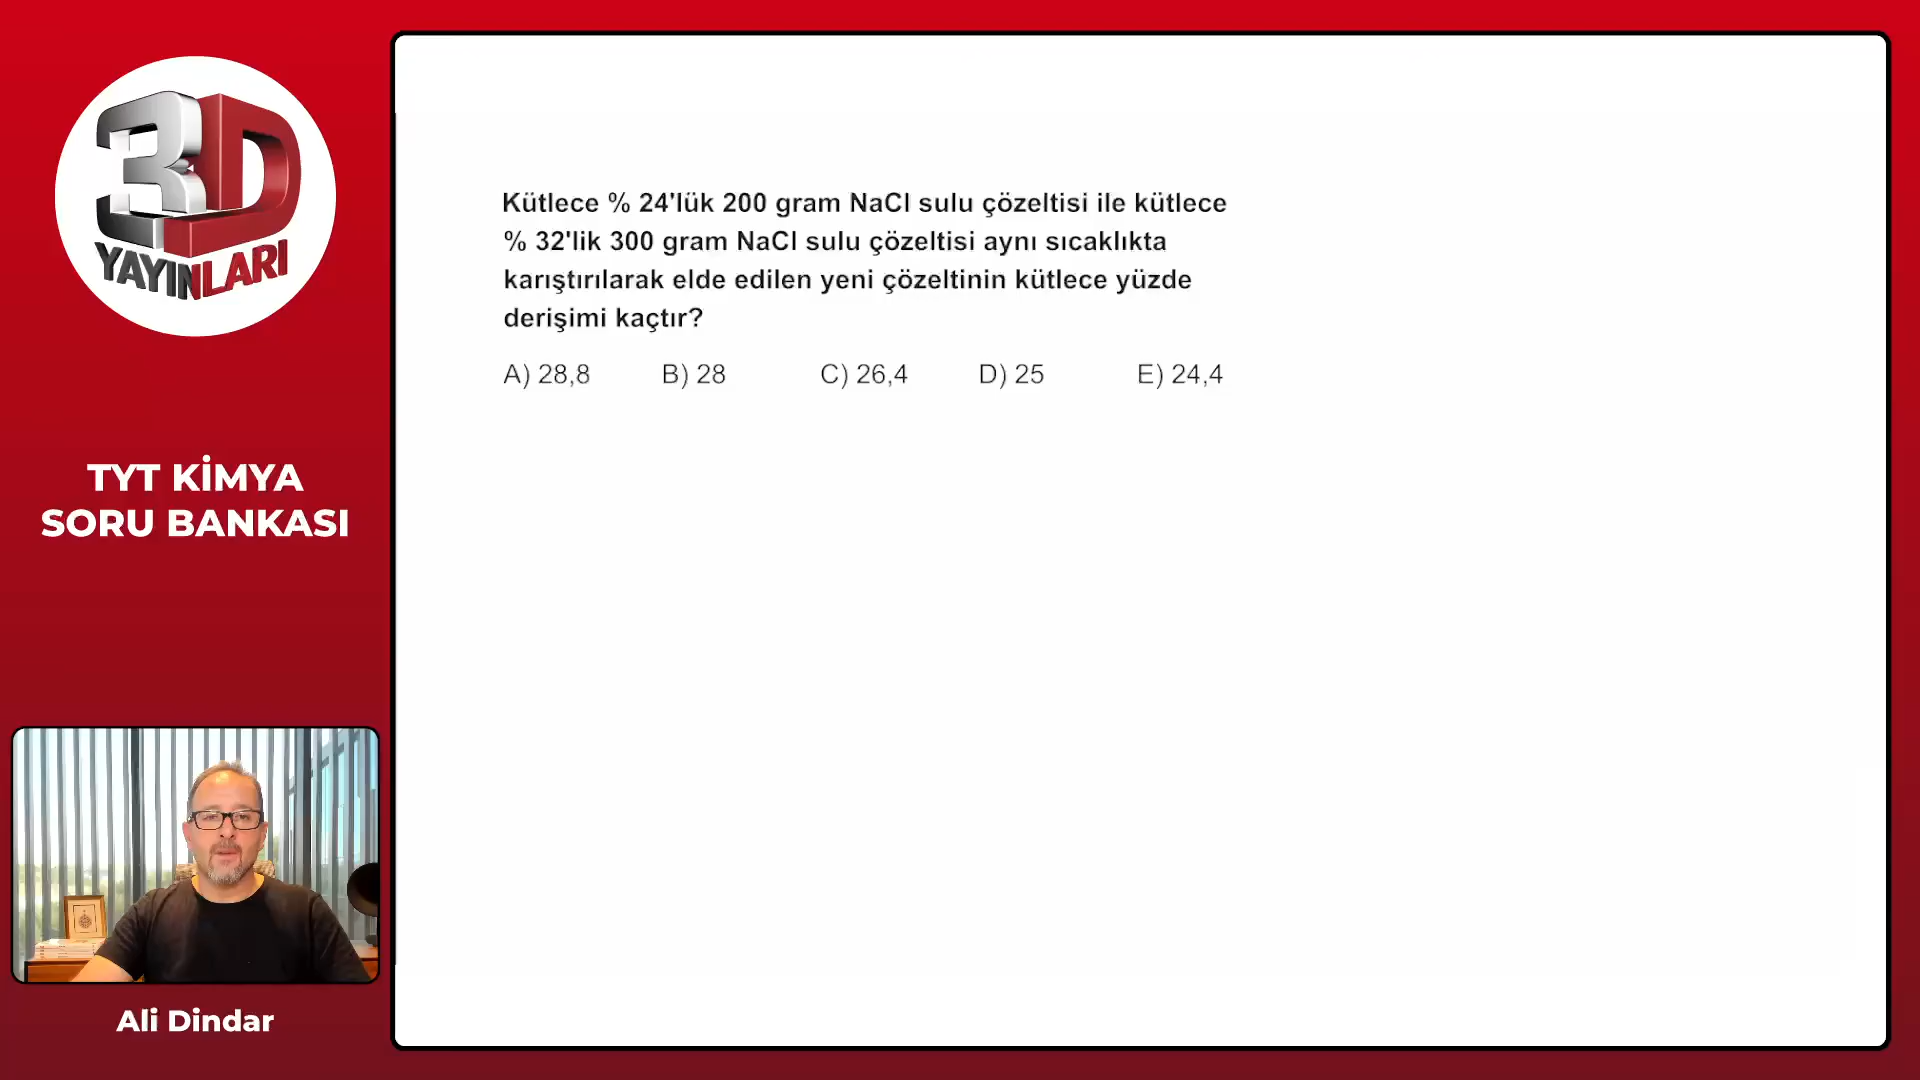 3D
YAYINLARI
TYT KİMYA
SORU BANKASI
Ali Dindar
Kütlece % 24'lük 200 gram NaCl sulu çözeltisi ile kütlece
% 32'lik 300 gram NaCl sulu çözeltisi aynı sıcaklıkta
karıştırılarak elde edilen yeni çözeltinin kütlece yüzde
derişimi kaçtır?
A) 28,8 B) 28 C) 26,4 D) 25 E) 24,4